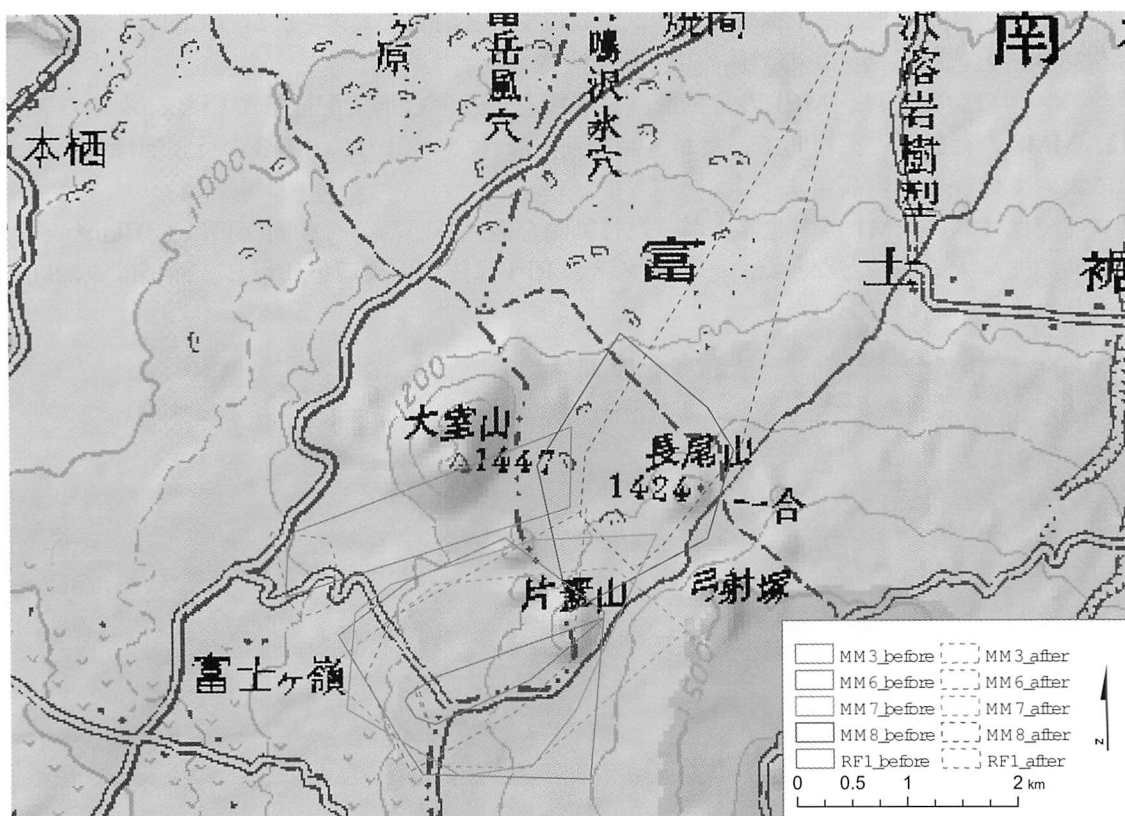 ヶ原
富岳風穴
鳴沢氷穴
沢溶岩樹型
南
本栖
1000
富士裾
1200
大室山
1447
長尾山
1424
一合
片蓋山
弓射塚
富士ヶ嶺
1500
MM3_before MM3_after
MM6_before MM6_after
MM7_before MM7_after
MM8_before MM8_after
RF1_before RF1_after
0 0.5 1 2 km
N